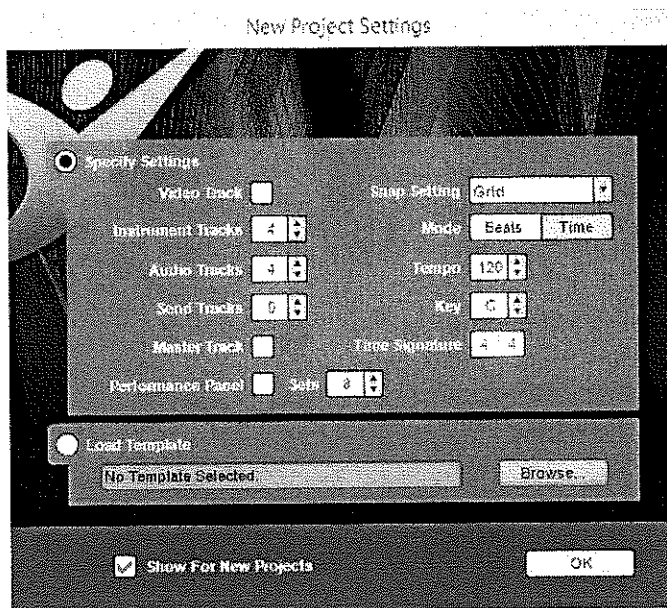 New Project Settings
Specify Settings
Video Track
Snap Setting Grid
Instrument Tracks 4
Mode Beats Time
Audio Tracks 4
Tempo 120
Send Tracks
Key
Master Track
Time Signature 4 4
Performance Panel Sets 8
Load Template
No Template Selected.
Browse...
Show For New Projects
OK